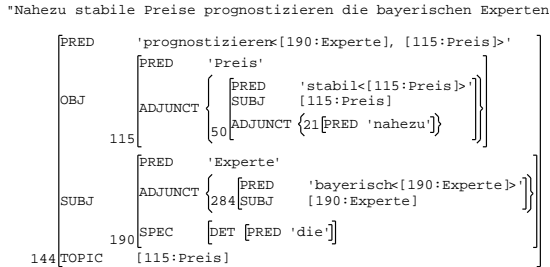 "Nahezu stabile Preise prognostizieren die bayerischen Experten
PRED 'prognostizieren<[190:Experte], [115:Preis]>'
PRED 'Preis'
PRED 'stabil<[115:Preis]>'
OBJ SUBJ [115:Preis]
ADJUNCT
50 ADJUNCT 21 PRED 'nahezu'
115
PRED 'Experte'
PRED 'bayerisch<[190:Experte]>'
ADJUNCT
SUBJ 284 SUBJ [190:Experte]
SPEC DET PRED 'die'
190
144 TOPIC [115:Preis]